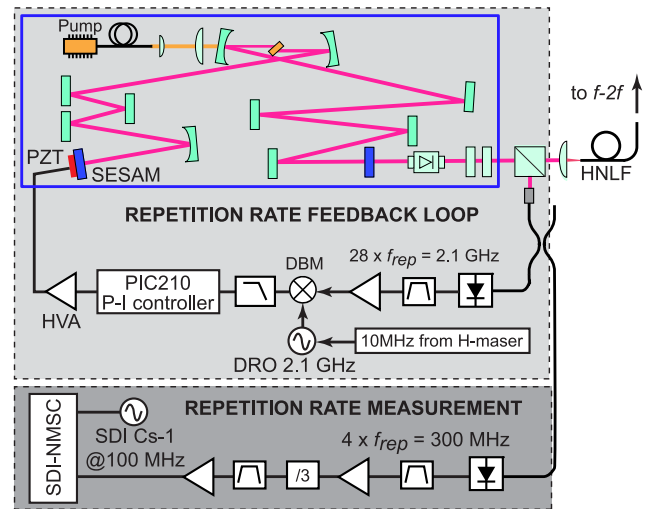 Pump
to f-2f
PZT
SESAM
HNLF
REPETITION RATE FEEDBACK LOOP
28 x frep = 2.1 GHz
DBM
PIC210
P-I controller
HVA
10MHz from H-maser
DRO 2.1 GHz
REPETITION RATE MEASUREMENT
SDI-NMSC
SDI Cs-1
@100 MHz
4 x frep = 300 MHz
/3